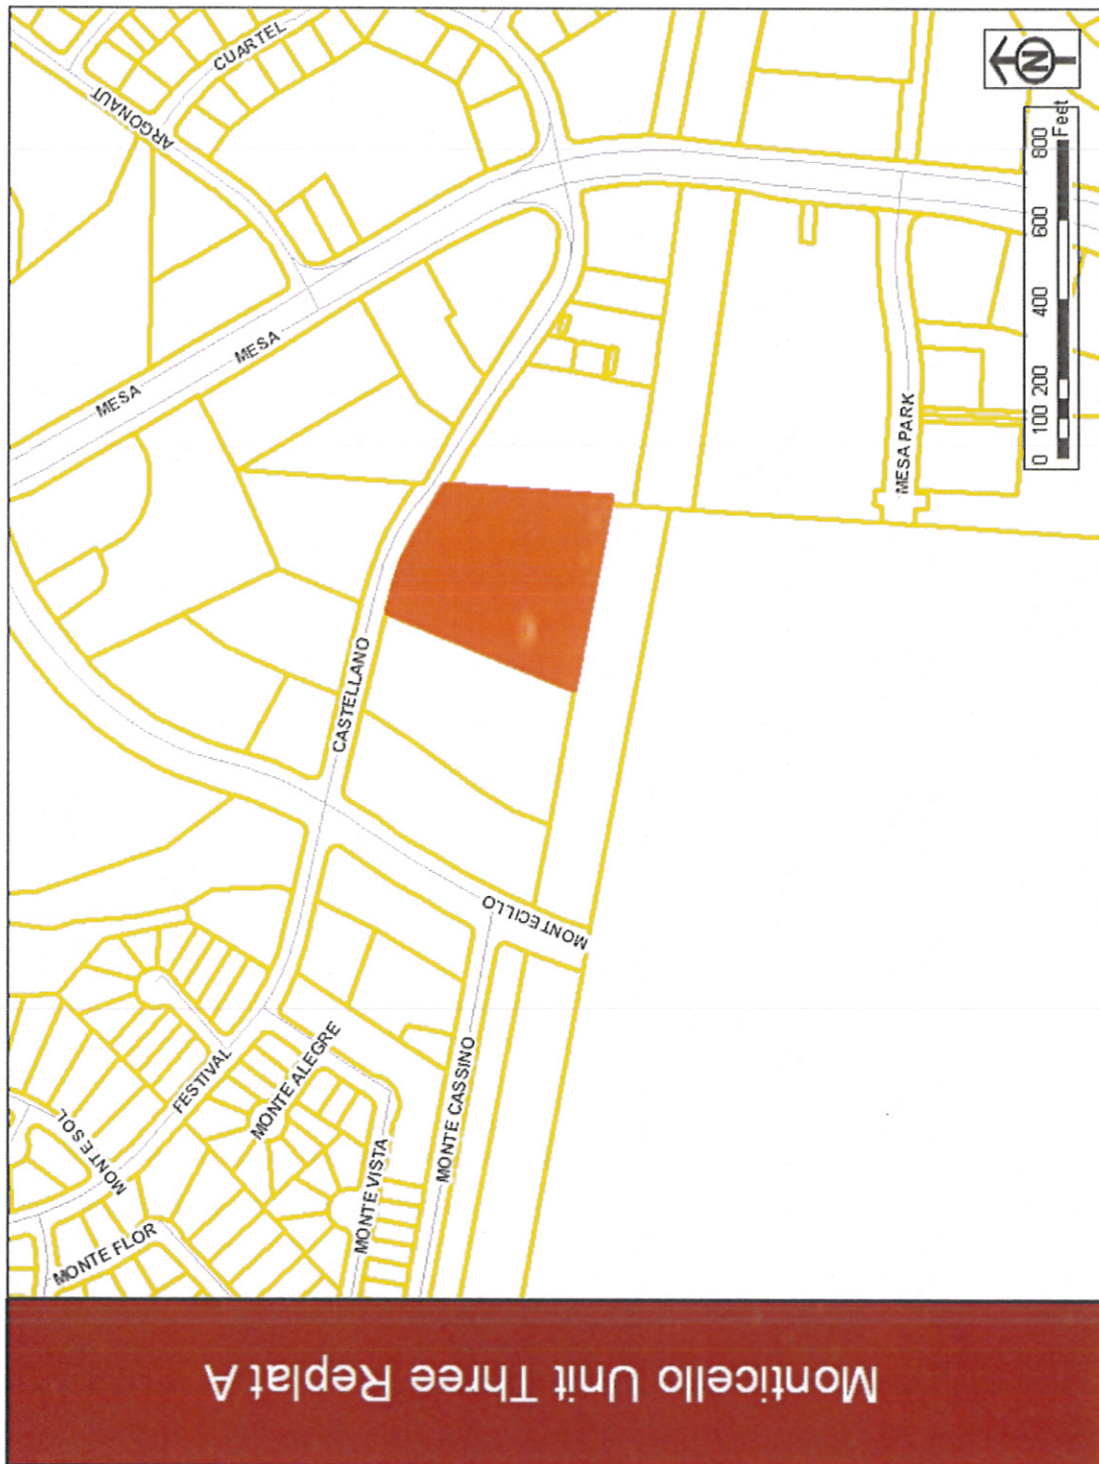 Monticello Unit Three Replat A
CUARTEL
ARGONAUT
MESA
MESA
N
0 100 200 400 600 800
Feet
CASTELLANO
MESA PARK
MONTECILLO
MONTE SOL
FESTIVAL
MONTE ALEGRE
MONTE CASSINO
MONTE VISTA
MONTE FLOR